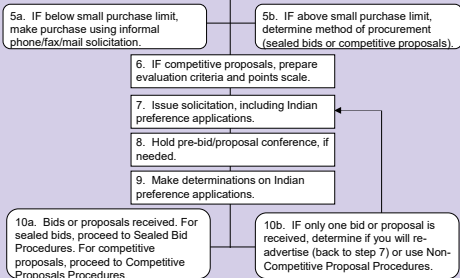 5a.  IF below small purchase limit,
make purchase using informal
phone/fax/mail solicitation.
5b.  IF above small purchase limit,
determine method of procurement
(sealed bids or competitive proposals).
6.  IF competitive proposals, prepare
evaluation criteria and points scale.
7.  Issue solicitation, including Indian
preference applications.
8.  Hold pre-bid/proposal conference, if
needed.
9.  Make determinations on Indian
preference applications.
10a.  Bids or proposals received. For
sealed bids, proceed to Sealed Bid
Procedures. For competitive
proposals, proceed to Competitive
Proposals Procedures.
10b.  IF only one bid or proposal is
received, determine if you will re-
advertise (back to step 7) or use Non-
Competitive Proposal Procedures.